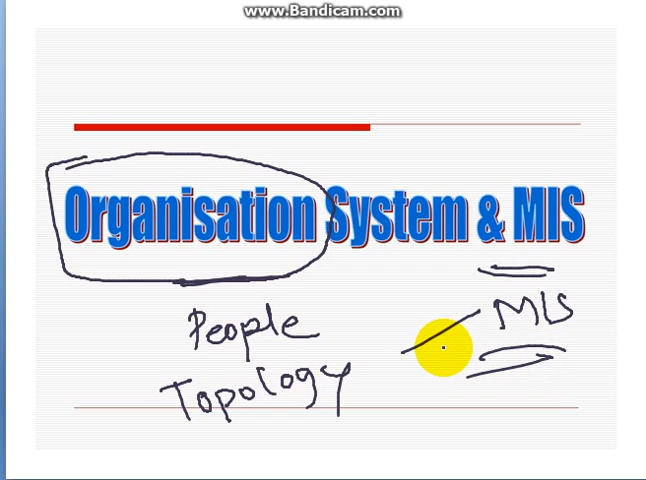 www.Bandicam.com
Organisation System & MIS
People
MIS
Topology